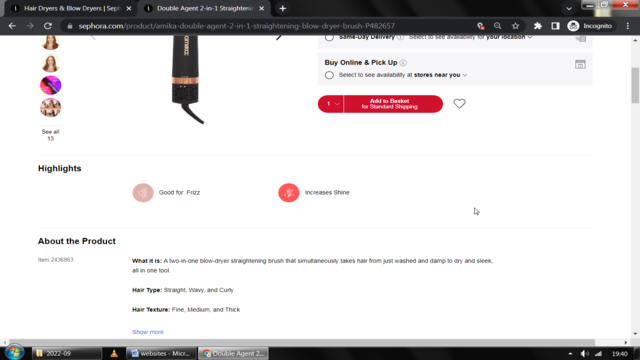 Hair Dryers & Blow Dryers | Seph
Double Agent 2-in-1 Straightenin
sephora.com/product/amika-double-agent-2-in-1-straightening-blow-dryer-brush-P482657
Incognito
Same-Day Delivery
Select to see availability for your location
Buy Online & Pick Up
Select to see availability at stores near you
1
Add to Basket
for Standard Shipping
amika:
See all
13
Highlights
Good for: Frizz
Increases Shine
About the Product
Item 2436863
What it is: A two-in-one blow-dryer straightening brush that simultaneously takes hair from just washed and damp to dry and sleek,
all in one tool.
Hair Type: Straight, Wavy, and Curly
Hair Texture: Fine, Medium, and Thick
Show more
2022-09
websites - Micr...
Double Agent 2...
19:40